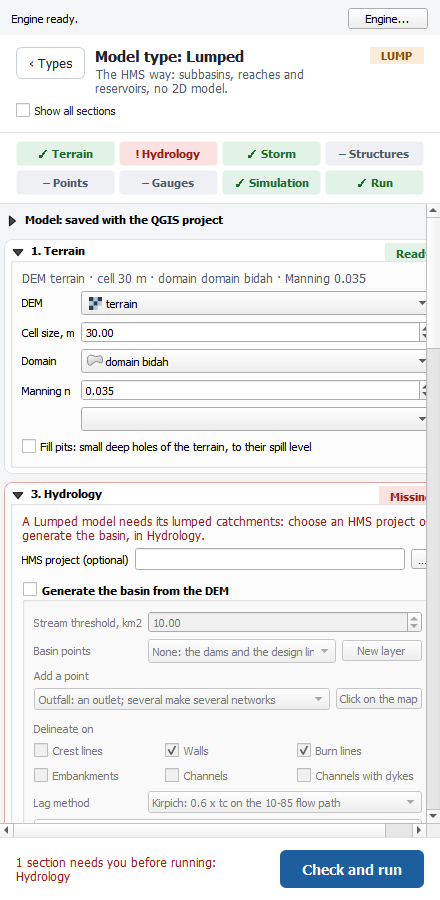 Engine ready.
Engine...
‹ Types
Model type: Lumped
LUMP
The HMS way: subbasins, reaches and
reservoirs, no 2D model.
Show all sections
✓ Terrain
! Hydrology
✓ Storm
– Structures
– Points
– Gauges
✓ Simulation
✓ Run
Model: saved with the QGIS project
1. Terrain
Read
DEM terrain · cell 30 m · domain domain bidah · Manning 0.035
DEM
terrain
Cell size, m
30.00
Domain
domain bidah
Manning n
0.035
Fill pits: small deep holes of the terrain, to their spill level
3. Hydrology
Missin
A Lumped model needs its lumped catchments: choose an HMS project o
generate the basin, in Hydrology.
HMS project (optional)
...
Generate the basin from the DEM
Stream threshold, km2
10.00
Basin points
None: the dams and the design lin
New layer
Add a point
Outfall: an outlet; several make several networks
Click on the map
Delineate on
Crest lines
Walls
Burn lines
Embankments
Channels
Channels with dykes
Lag method
Kirpich: 0.6 x tc on the 10-85 flow path
1 section needs you before running:
Hydrology
Check and run